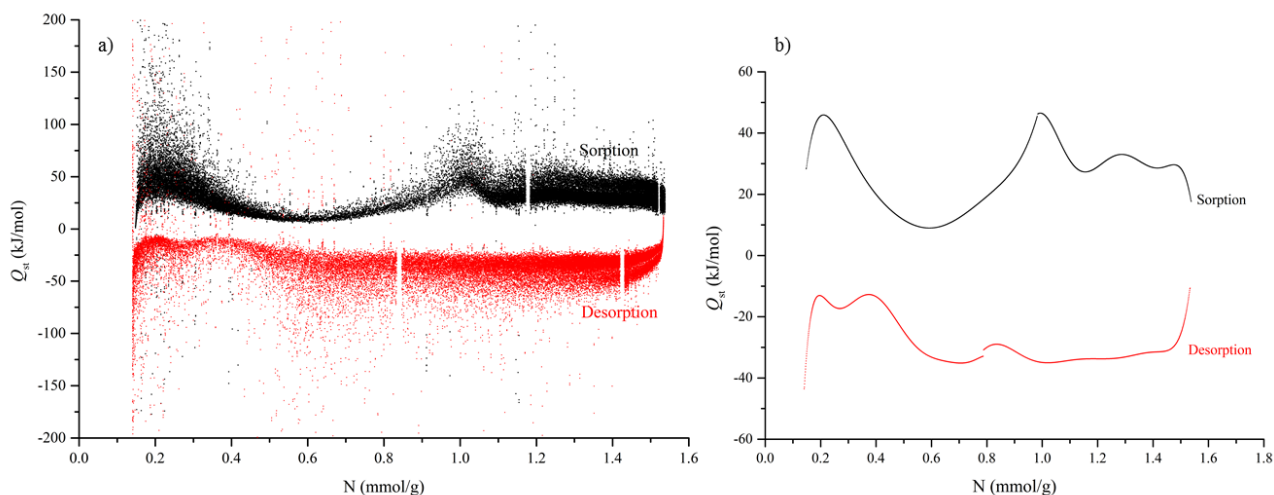 a)
200
150
100
50
0
-50
-100
-150
-200
Q st (kJ/mol)
Sorption
Desorption
0.0 0.2 0.4 0.6 0.8 1.0 1.2 1.4 1.6
N (mmol/g)
b)
60
40
20
0
-20
-40
-60
Q st (kJ/mol)
Sorption
Desorption
0.0 0.2 0.4 0.6 0.8 1.0 1.2 1.4 1.6 1.8
N (mmol/g)